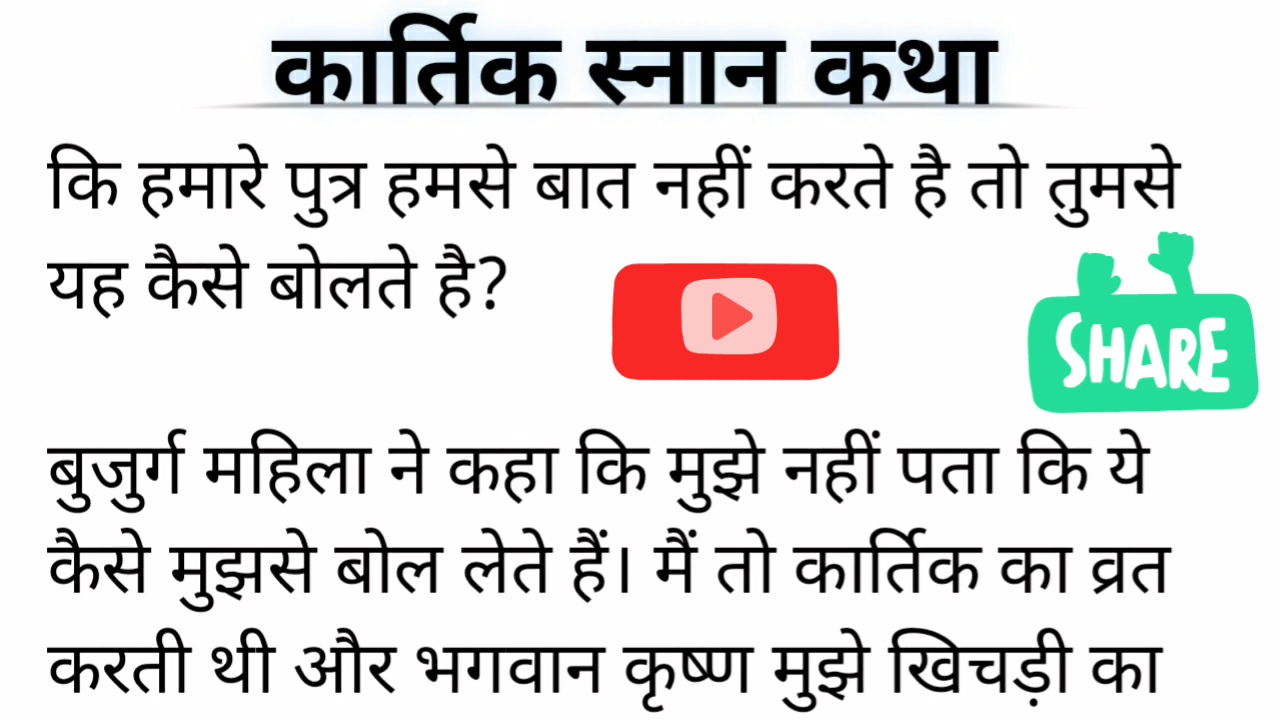 कार्तिक स्नान कथा
कि हमारे पुत्र हमसे बात नहीं करते है तो तुमसे
यह कैसे बोलते है?
SHARE
बुजुर्ग महिला ने कहा कि मुझे नहीं पता कि ये
कैसे मुझसे बोल लेते हैं। मैं तो कार्तिक का व्रत
करती थी और भगवान कृष्ण मुझे खिचड़ी का